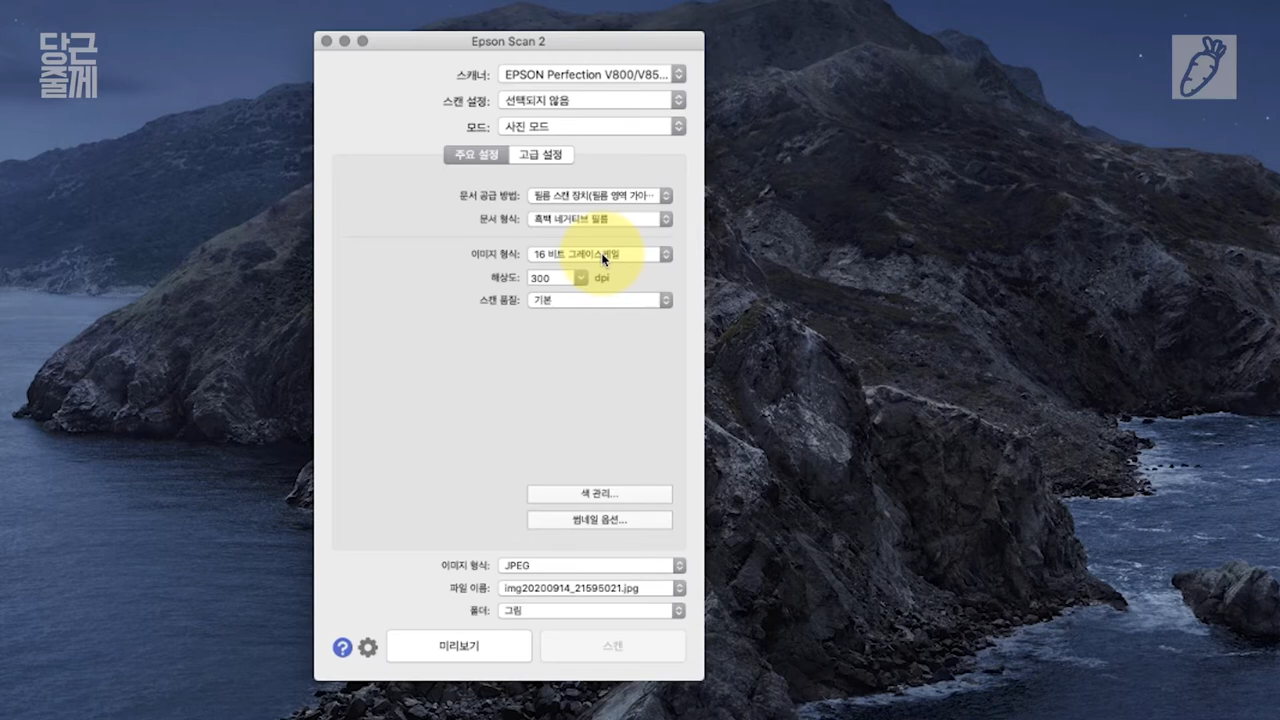 당근
줄께
Epson Scan 2
스캐너: EPSON Perfection V800/V85...
스캔 설정: 선택되지 않음
모드: 사진 모드
주요 설정 고급 설정
문서 공급 방법: 필름 스캔 장치(필름 영역 가이...
문서 형식: 흑백 네거티브 필름
이미지 형식: 16 비트 그레이스케일
해상도: 300 dpi
스캔 품질: 기본
색 관리...
썸네일 옵션...
이미지 형식: JPEG
파일 이름: img20200914_21595021.jpg
폴더: 그림
? 미리보기 스캔